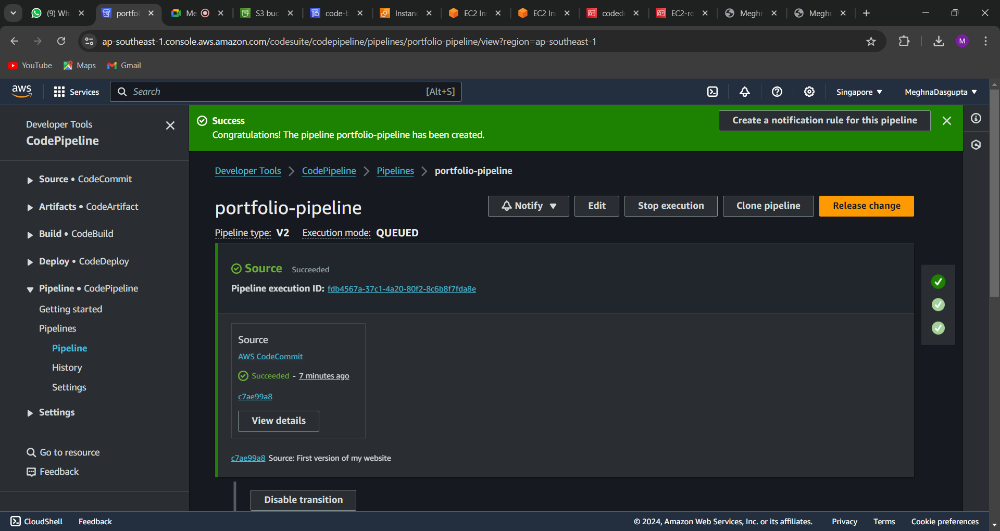 (9) Wh
portfol
Me
S3 buc
code-b
Instanc
EC2 In
EC2 In
coded
EC2-ro
Meghn
Meghn
ap-southeast-1.console.aws.amazon.com/codesuite/codepipeline/pipelines/portfolio-pipeline/view?region=ap-southeast-1
M
YouTube
Maps
Gmail
aws
Services
Search
[Alt+S]
Singapore
MeghnaDasgupta
Developer Tools
CodePipeline
Success
Congratulations! The pipeline portfolio-pipeline has been created.
Create a notification rule for this pipeline
Source • CodeCommit
Artifacts • CodeArtifact
Build • CodeBuild
Deploy • CodeDeploy
Pipeline • CodePipeline
Getting started
Pipelines
Pipeline
History
Settings
Settings
Go to resource
Feedback
Developer Tools
CodePipeline
Pipelines
portfolio-pipeline
portfolio-pipeline
Notify
Edit
Stop execution
Clone pipeline
Release change
Pipeline type: V2 Execution mode: QUEUED
Source Succeeded
Pipeline execution ID: fdb4567a-37c1-4a20-80f2-8c6b8f7fda8e
Source
AWS CodeCommit
Succeeded - 7 minutes ago
c7ae99a8
View details
c7ae99a8 Source: First version of my website
Disable transition
CloudShell
Feedback
© 2024, Amazon Web Services, Inc. or its affiliates.
Privacy
Terms
Cookie preferences